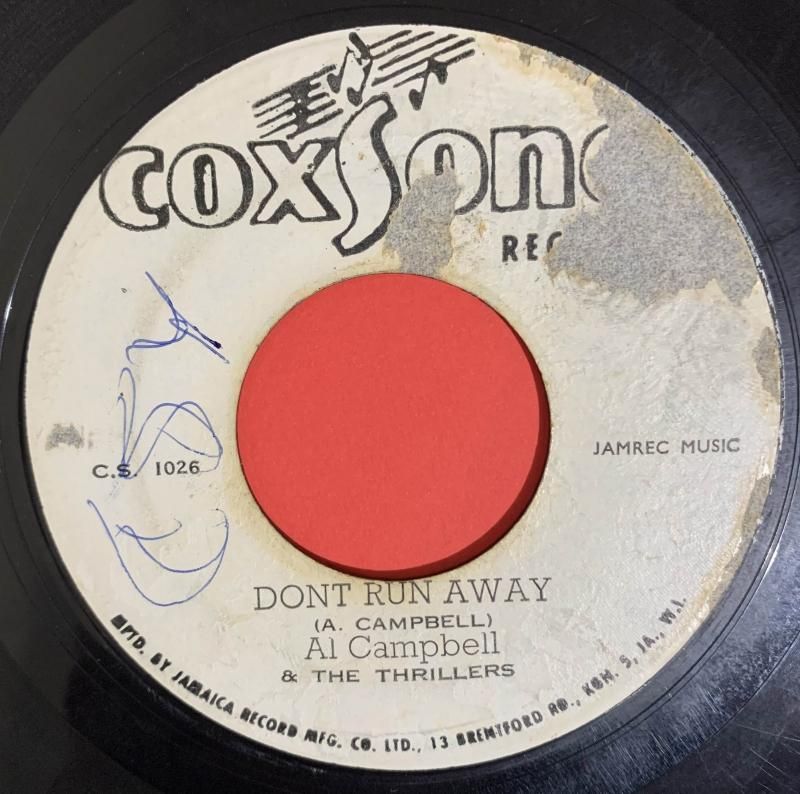 COXSON
REC
JAMREC MUSIC
C.S. 1026
DONT RUN AWAY
(A. CAMPBELL)
Al Campbell
& THE THRILLERS
MFTD. BY JAMAICA RECORD MFG. CO. LTD., 13 BRENTFORD RD., KGN. 5, JA., W.I.